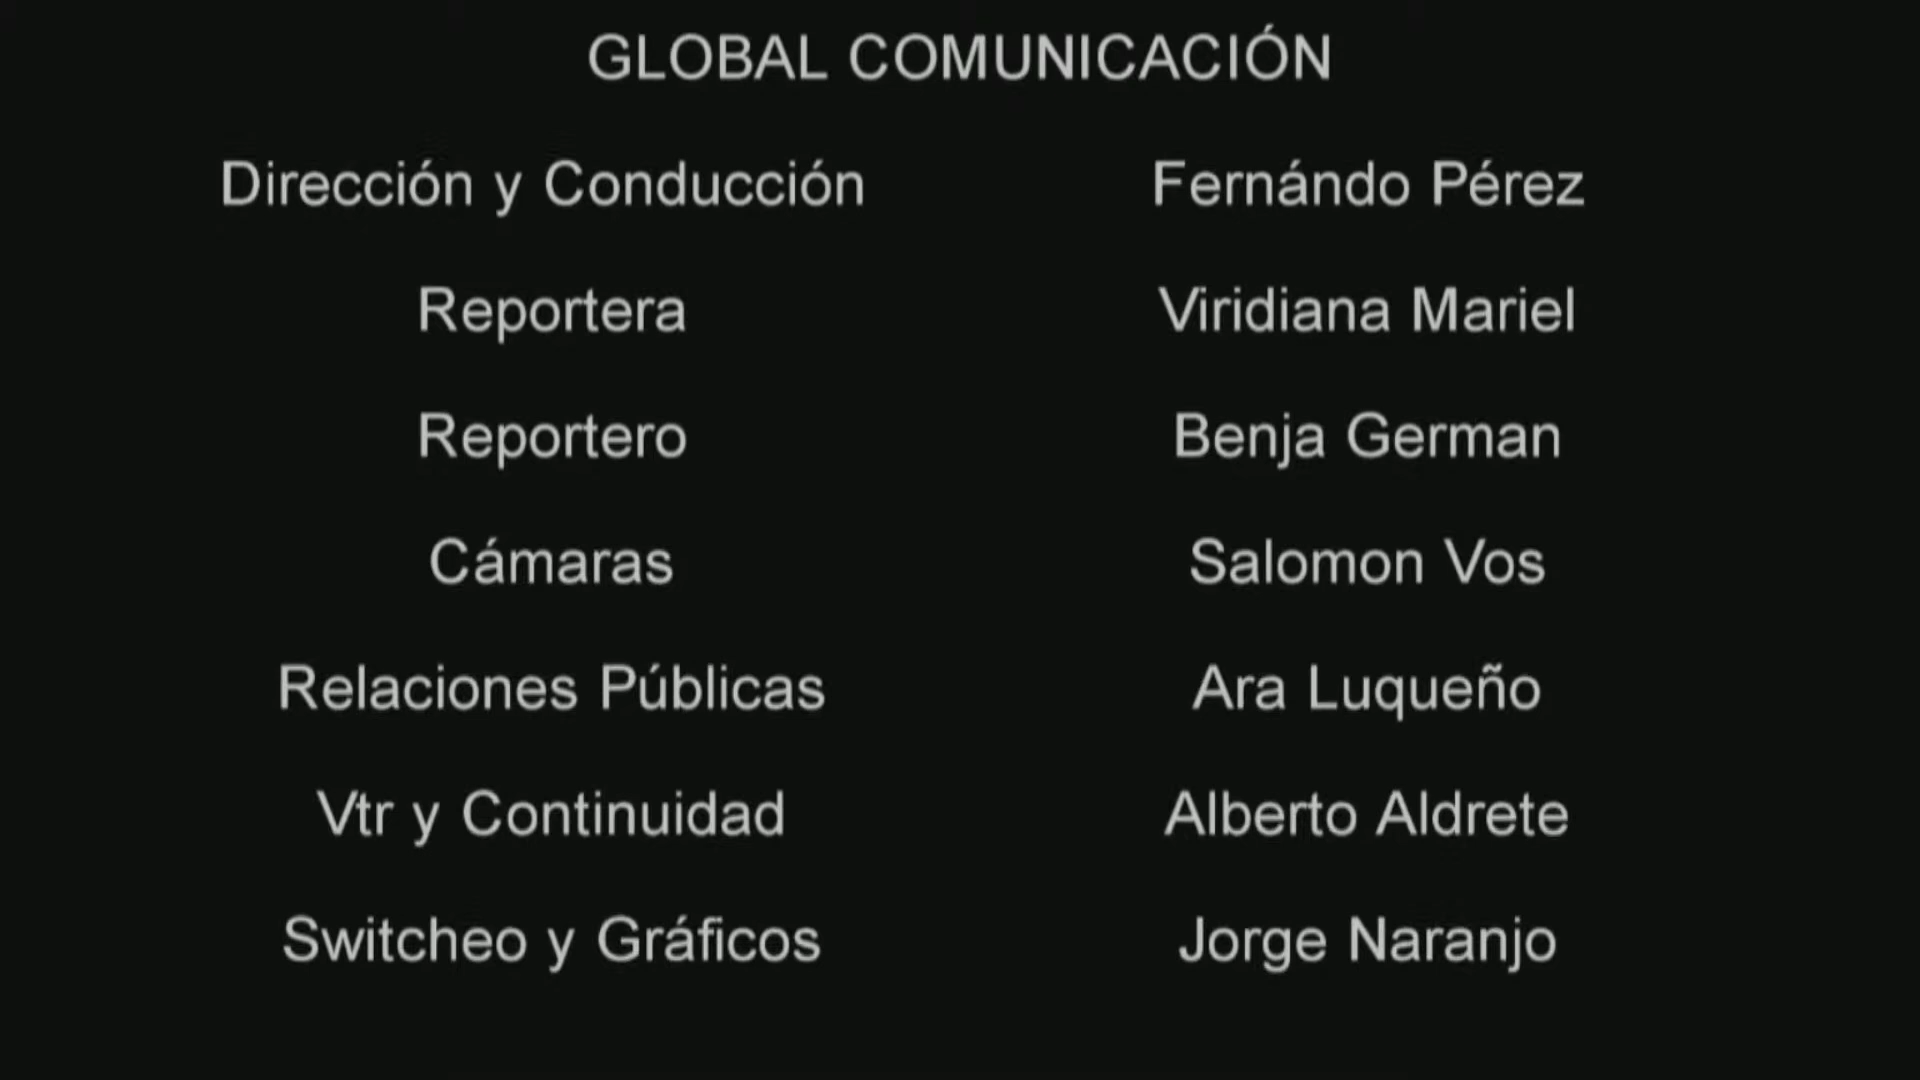 GLOBAL COMUNICACIÓN
Dirección y Conducción Fernándo Pérez
Reportera Viridiana Mariel
Reportero Benja German
Cámaras Salomon Vos
Relaciones Públicas Ara Luqueño
Vtr y Continuidad Alberto Aldrete
Switcheo y Gráficos Jorge Naranjo